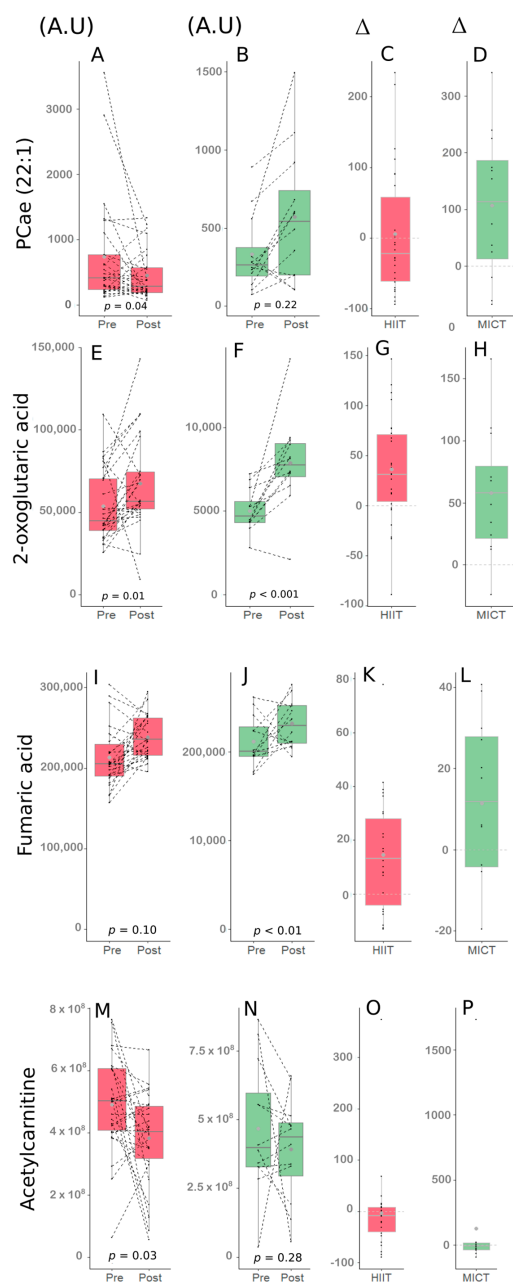 (A.U) (A.U) Δ Δ
A B C D
PCae (22:1)
3000
2000
1000
0
1500
1000
500
0
200
100
0
-100
300
200
100
0
0
p = 0.04 p = 0.22
Pre Post Pre Post HIIT MICT
E F G H
2-oxoglutaric acid
150,000
100,000
50,000
0
10,000
5000
0
150
100
50
0
50
-100
150
100
50
0
p = 0.01 p < 0.001
Pre Post Pre Post HIIT MICT
I J K L
Fumaric acid
300,000
200,000
100,000
0
200,000
10,000
0
80
60
40
20
0
40
20
0
-20
p = 0.10 p < 0.01
Pre Post Pre Post HIIT MICT
M N O P
Acetylcarnitine
8 x 10⁸
6 x 10⁸
4 x 10⁸
2 x 10⁸
0
7.5 x 10⁸
5 x 10⁸
2.5 x 10⁸
0
300
200
100
0
-100
1500
1000
500
0
p = 0.03 p = 0.28
Pre Post Pre Post HIIT MICT